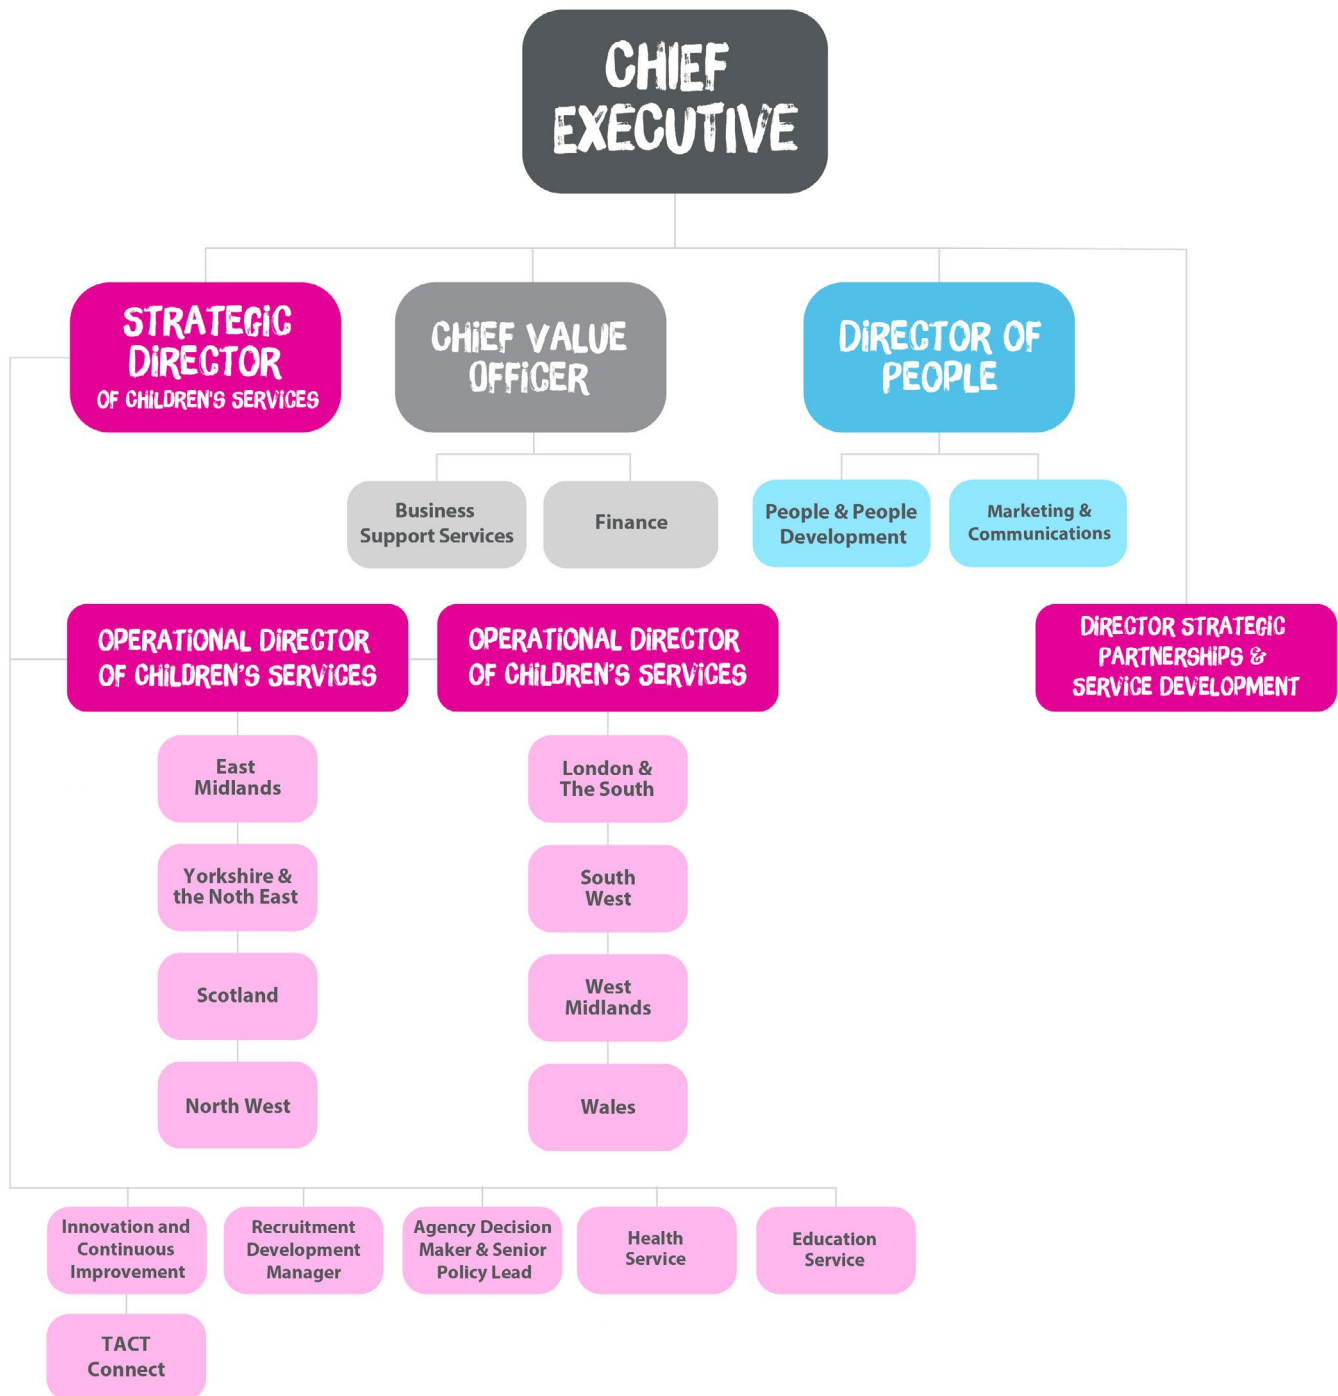 CHIEF
EXECUTIVE
STRATEGIC
DIRECTOR
OF CHILDREN'S SERVICES
CHIEF VALUE
OFFICER
DIRECTOR OF
PEOPLE
Business
Support Services
Finance
People & People
Development
Marketing &
Communications
OPERATIONAL DIRECTOR
OF CHILDREN'S SERVICES
OPERATIONAL DIRECTOR
OF CHILDREN'S SERVICES
DIRECTOR STRATEGIC
PARTNERSHIPS &
SERVICE DEVELOPMENT
East
Midlands
Yorkshire &
the Noth East
Scotland
North West
London &
The South
South
West
West
Midlands
Wales
Innovation and
Continuous
Improvement
Recruitment
Development
Manager
Agency Decision
Maker & Senior
Policy Lead
Health
Service
Education
Service
TACT
Connect